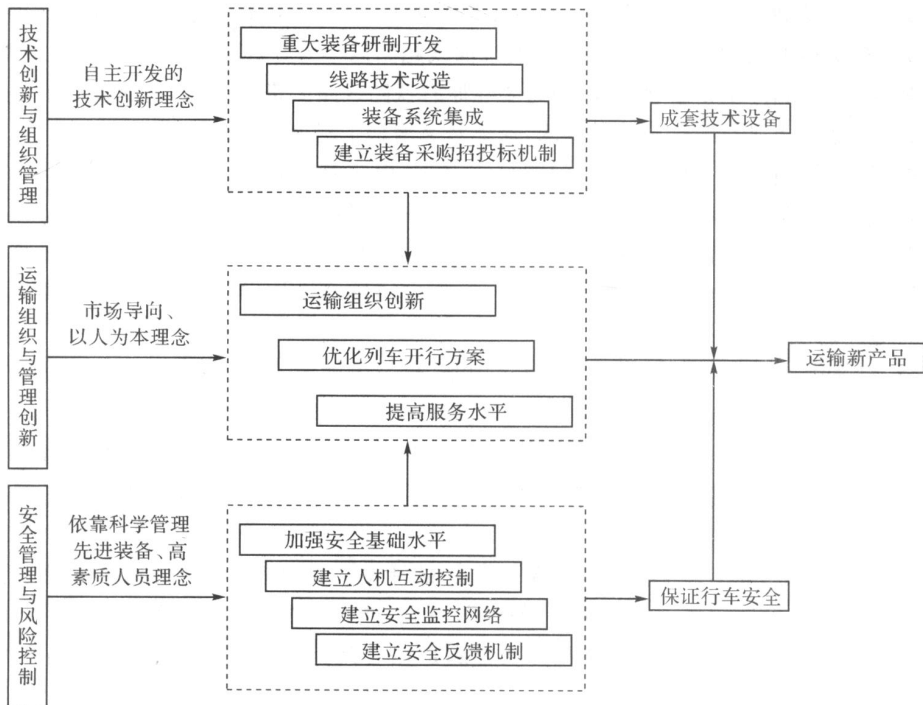 技术创新与组织管理
自主开发的
技术创新理念
重大装备研制开发
线路技术改造
装备系统集成
建立装备采购招投标机制
成套技术设备
运输组织与管理创新
市场导向、
以人为本理念
运输组织创新
优化列车开行方案
提高服务水平
运输新产品
安全管理与风险控制
依靠科学管理
先进装备、高
素质人员理念
加强安全基础水平
建立人机互动控制
建立安全监控网络
建立安全反馈机制
保证行车安全